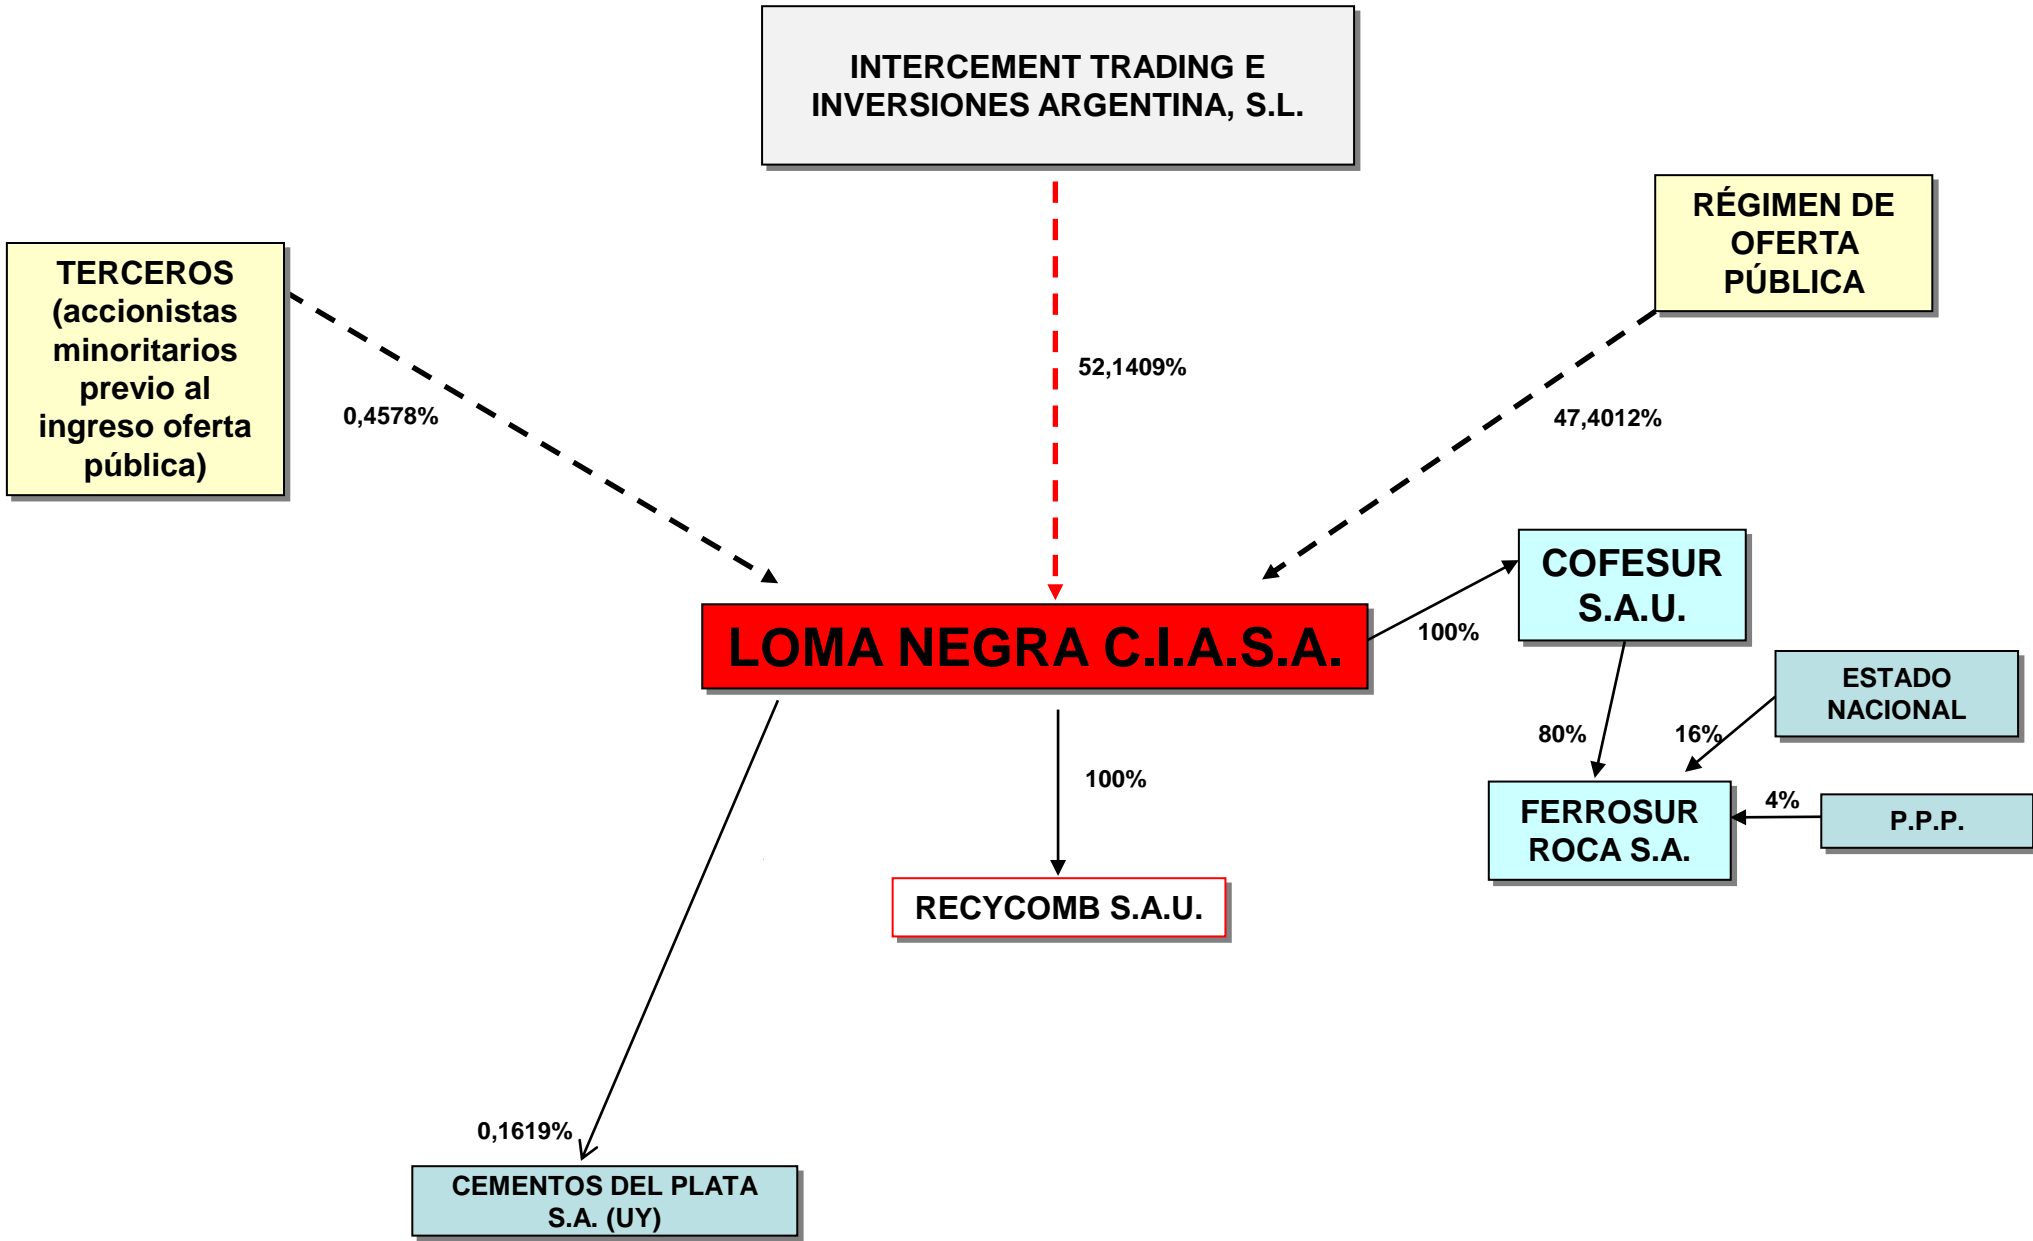 INTERCEMENT TRADING E
INVERSIONES ARGENTINA, S.L.
RÉGIMEN DE
OFERTA
PÚBLICA
TERCEROS
(accionistas
minoritarios
previo al
ingreso oferta
pública)
52,1409%
0,4578%
47,4012%
COFESUR
S.A.U.
LOMA NEGRA C.I.A.S.A.
100%
ESTADO
NACIONAL
80%
16%
100%
FERROSUR
ROCA S.A.
4%
P.P.P.
RECYCOMB S.A.U.
0,1619%
CEMENTOS DEL PLATA
S.A. (UY)